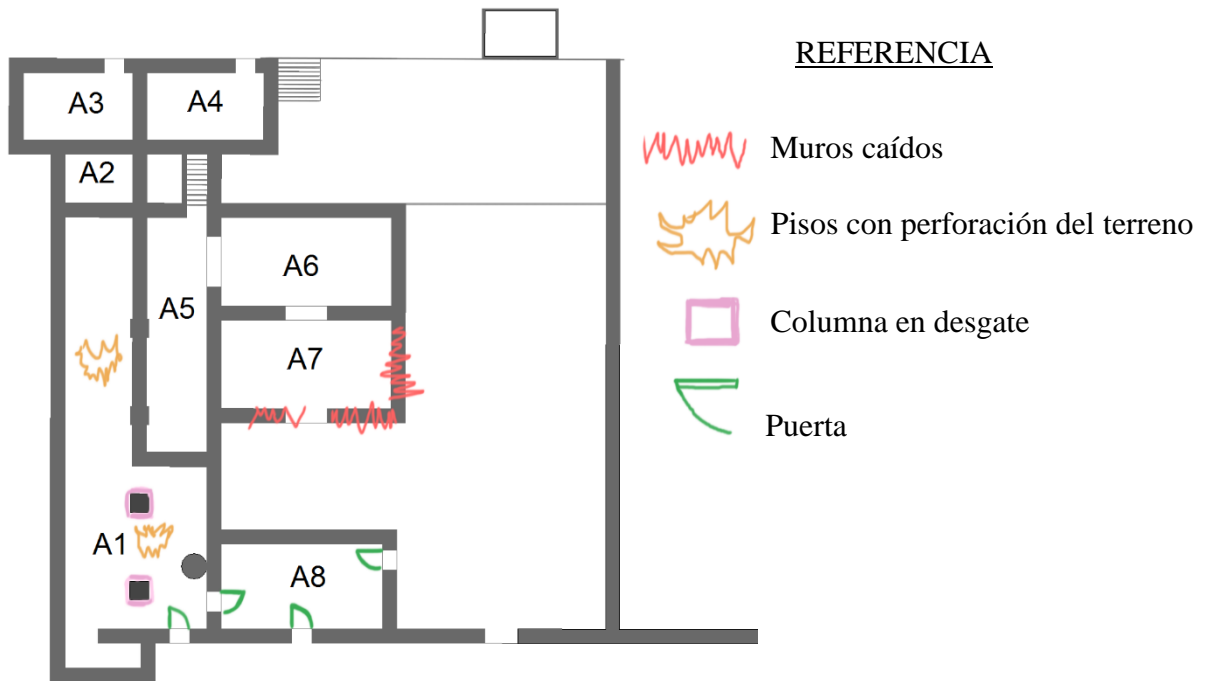 REFERENCIA
A3
A4
Muros caídos
A2
Pisos con perforación del terreno
A6
A5
Columna en desgate
A7
Puerta
A1
A8